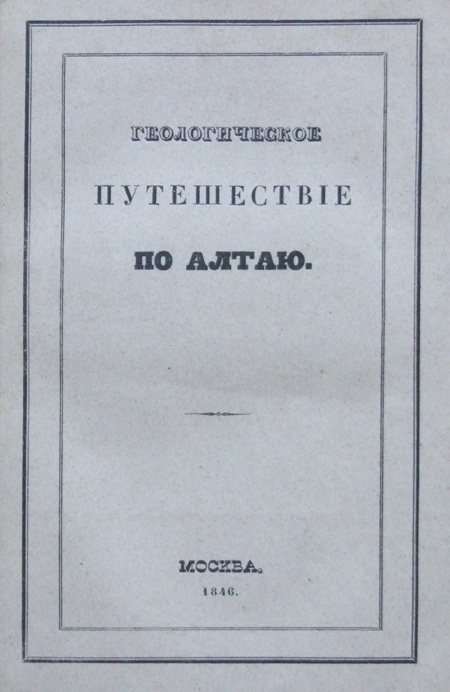 ГЕОЛОГИЧЕСКОЕ
ПУТЕШЕСТВІЕ
ПО АЛТАЮ.
МОСКВА.
1846.